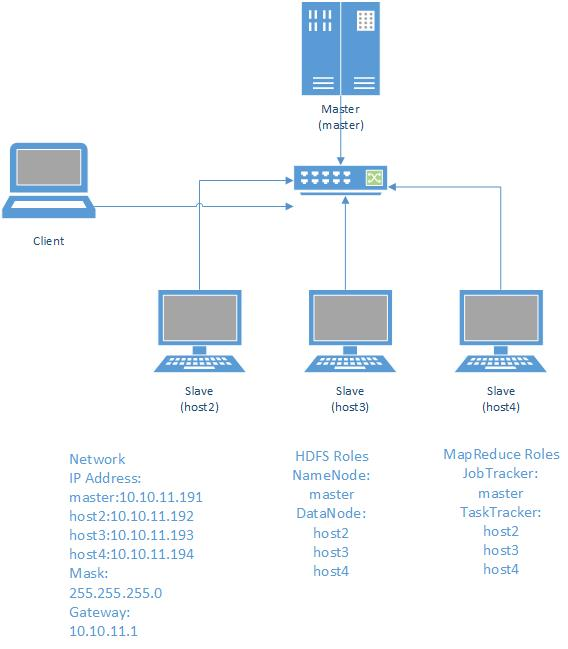 Master
(master)
Client
Slave
(host2)
Slave
(host3)
Slave
(host4)
Network
IP Address:
master:10.10.11.191
host2:10.10.11.192
host3:10.10.11.193
host4:10.10.11.194
Mask:
255.255.255.0
Gateway:
10.10.11.1
HDFS Roles
NameNode:
master
DataNode:
host2
host3
host4
MapReduce Roles
JobTracker:
master
TaskTracker:
host2
host3
host4